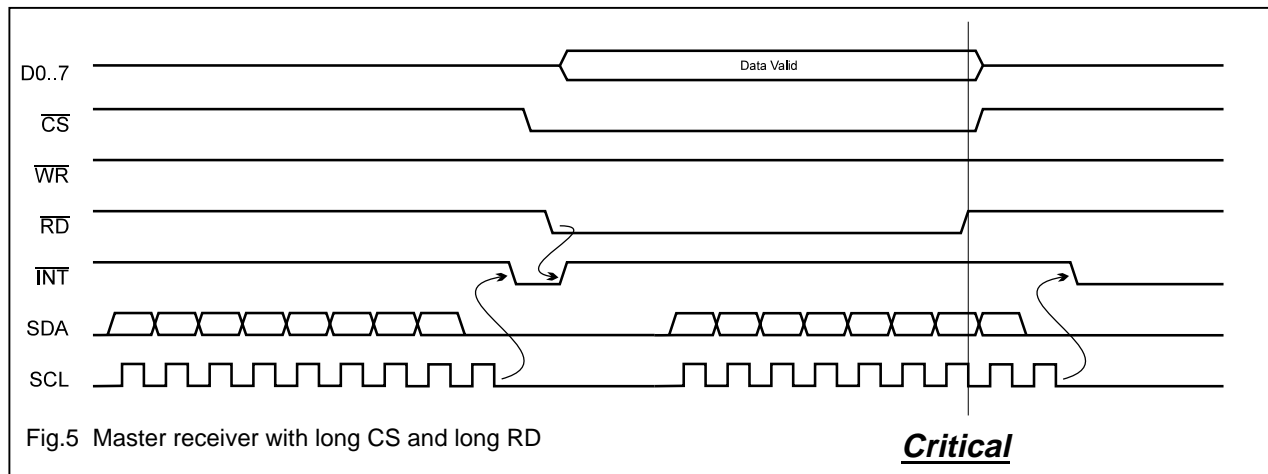 D0..7
Data Valid
CS
WR
RD
INT
SDA
SCL
Fig.5 Master receiver with long CS and long RD
Critical